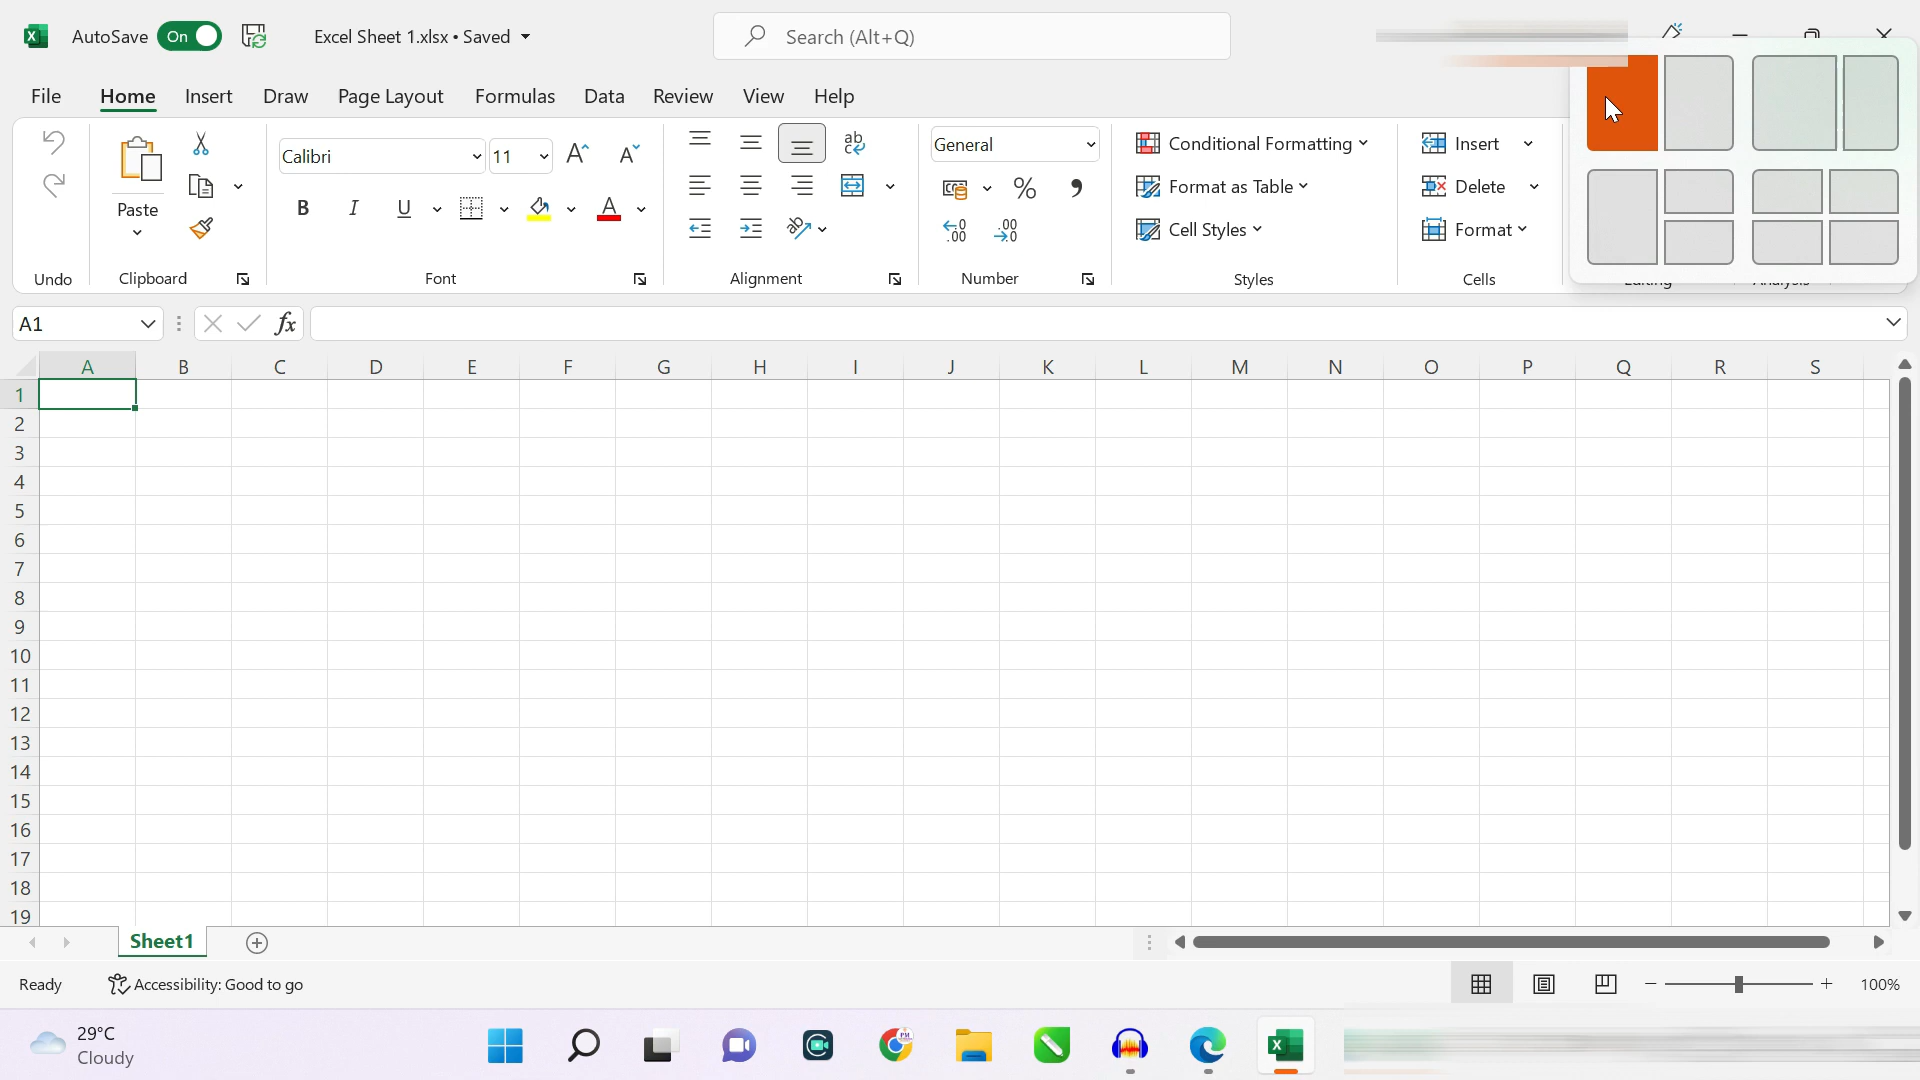 AutoSave On Excel Sheet 1.xlsx • Saved Search (Alt+Q)
File Home Insert Draw Page Layout Formulas Data Review View Help
Calibri 11 General Conditional Formatting Insert
Format as Table Delete
Paste Cell Styles Format
Undo Clipboard Font Alignment Number Styles Cells Editing Analysis
A1 fx
A B C D E F G H I J K L M N O P Q R S
1
2
3
4
5
6
7
8
9
10
11
12
13
14
15
16
17
18
19
Sheet1
Ready Accessibility: Good to go 100%
29°C
Cloudy